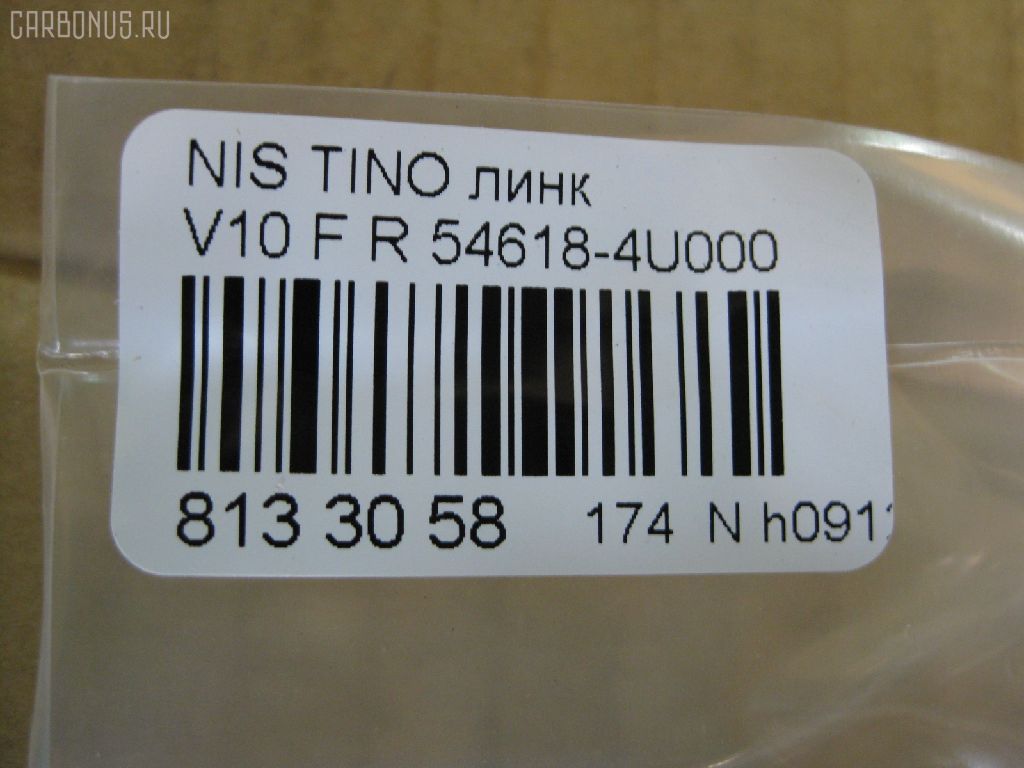 CARBONUS.RU
NIS TINO линк
V10 F R 54618-4U000
813 30 58 174 N h091